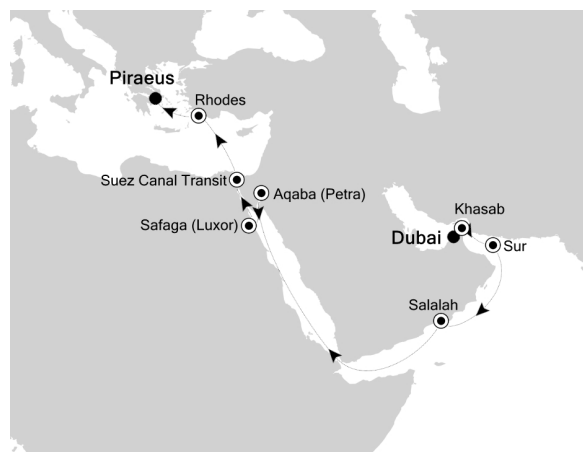 Piraeus
Rhodes
Suez Canal Transit
Aqaba (Petra)
Safaga (Luxor)
Khasab
Dubai
Sur
Salalah